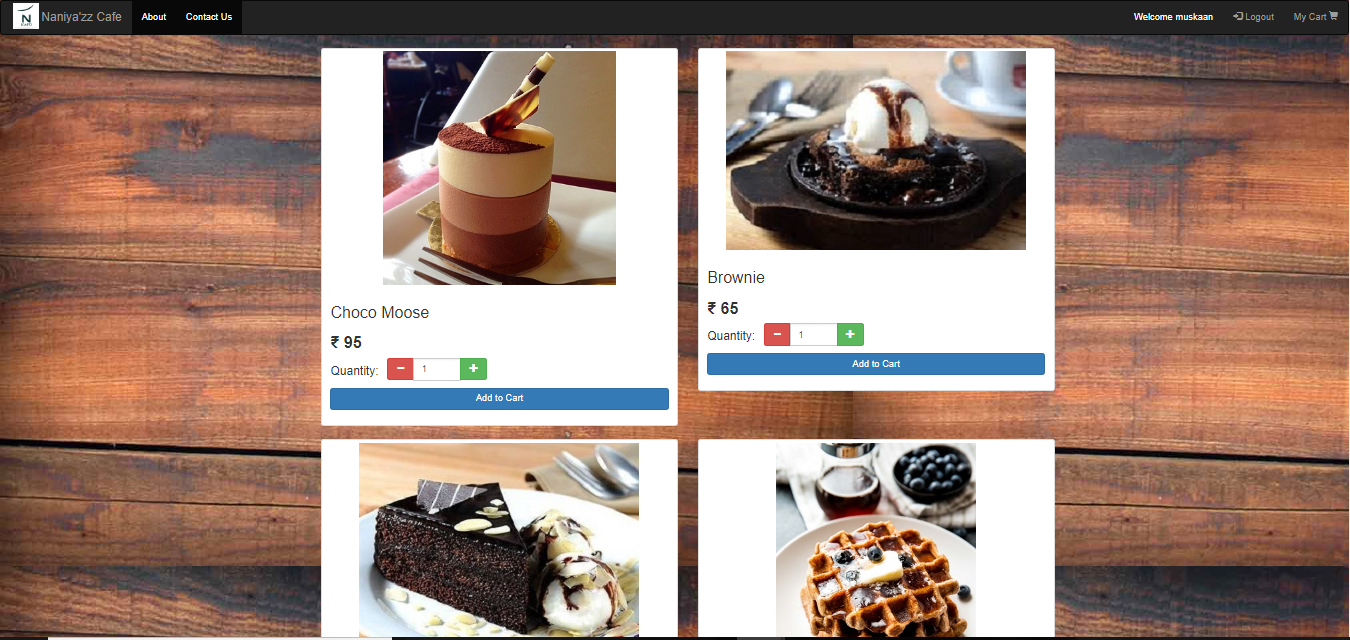 N
Naniya'zz Cafe
About
Contact Us
Welcome muskaan
Logout
My Cart
Choco Moose
₹ 95
Quantity:
1
Add to Cart
Brownie
₹ 65
Quantity:
1
Add to Cart